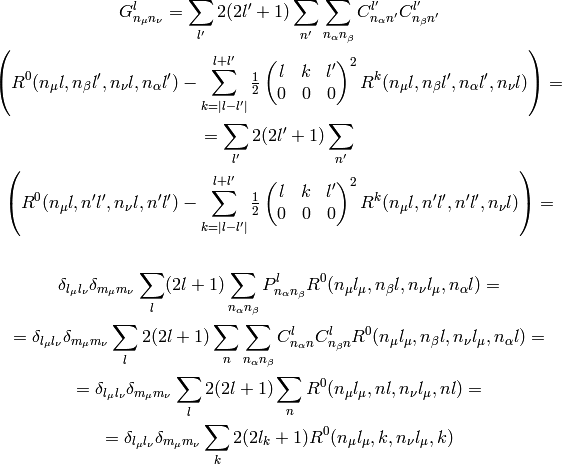 $G^l_{n_\mu n_\nu} = \sum_{l'} 2(2l'+1) \sum_{n'} \sum_{n_\alpha n_\beta} C^{l'}_{n_\alpha n'} C^{l'}_{n_\beta n'}$
$\left( R^0(n_\mu l, n_\beta l', n_\nu l, n_\alpha l') - \sum_{k=|l-l'|}^{l+l'} \frac{1}{2} \begin{pmatrix} l & k & l' \\ 0 & 0 & 0 \end{pmatrix}^2 R^k(n_\mu l, n_\beta l', n_\alpha l', n_\nu l) \right) =$
$= \sum_{l'} 2(2l'+1) \sum_{n'}$
$\left( R^0(n_\mu l, n'l', n_\nu l, n'l') - \sum_{k=|l-l'|}^{l+l'} \frac{1}{2} \begin{pmatrix} l & k & l' \\ 0 & 0 & 0 \end{pmatrix}^2 R^k(n_\mu l, n'l', n'l', n_\nu l) \right) =$
$\delta_{l_\mu l_\nu} \delta_{m_\mu m_\nu} \sum_l (2l+1) \sum_{n_\alpha n_\beta} P^l_{n_\alpha n_\beta} R^0(n_\mu l_\mu, n_\beta l, n_\nu l_\mu, n_\alpha l) =$
$= \delta_{l_\mu l_\nu} \delta_{m_\mu m_\nu} \sum_l 2(2l+1) \sum_n \sum_{n_\alpha n_\beta} C^l_{n_\alpha n} C^l_{n_\beta n} R^0(n_\mu l_\mu, n_\beta l, n_\nu l_\mu, n_\alpha l) =$
$= \delta_{l_\mu l_\nu} \delta_{m_\mu m_\nu} \sum_l 2(2l+1) \sum_n R^0(n_\mu l_\mu, nl, n_\nu l_\mu, nl) =$
$= \delta_{l_\mu l_\nu} \delta_{m_\mu m_\nu} \sum_k 2(2l_k+1) R^0(n_\mu l_\mu, k, n_\nu l_\mu, k)$